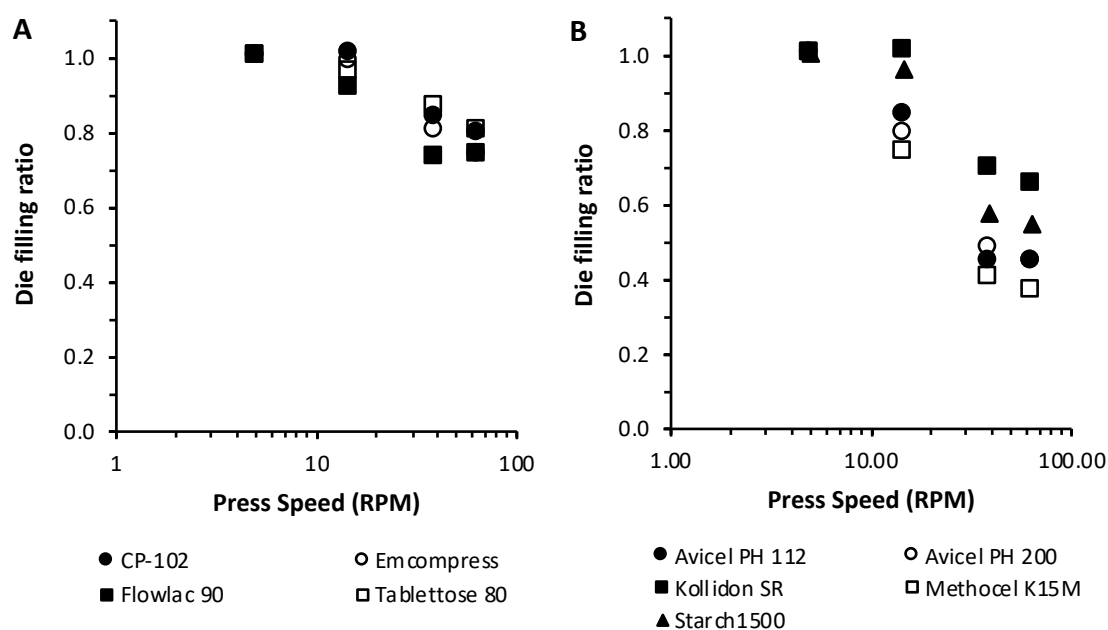 A
Die filling ratio
1.0
0.8
0.6
0.4
0.2
0.0
1 10 100
Press Speed (RPM)
CP-102 Emcompress
Flowlac 90 Tablettose 80
B
Die filling ratio
1.0
0.8
0.6
0.4
0.2
0.0
1.00 10.00 100.00
Press Speed (RPM)
Avicel PH 112 Avicel PH 200
Kollidon SR Methocel K15M
Starch1500